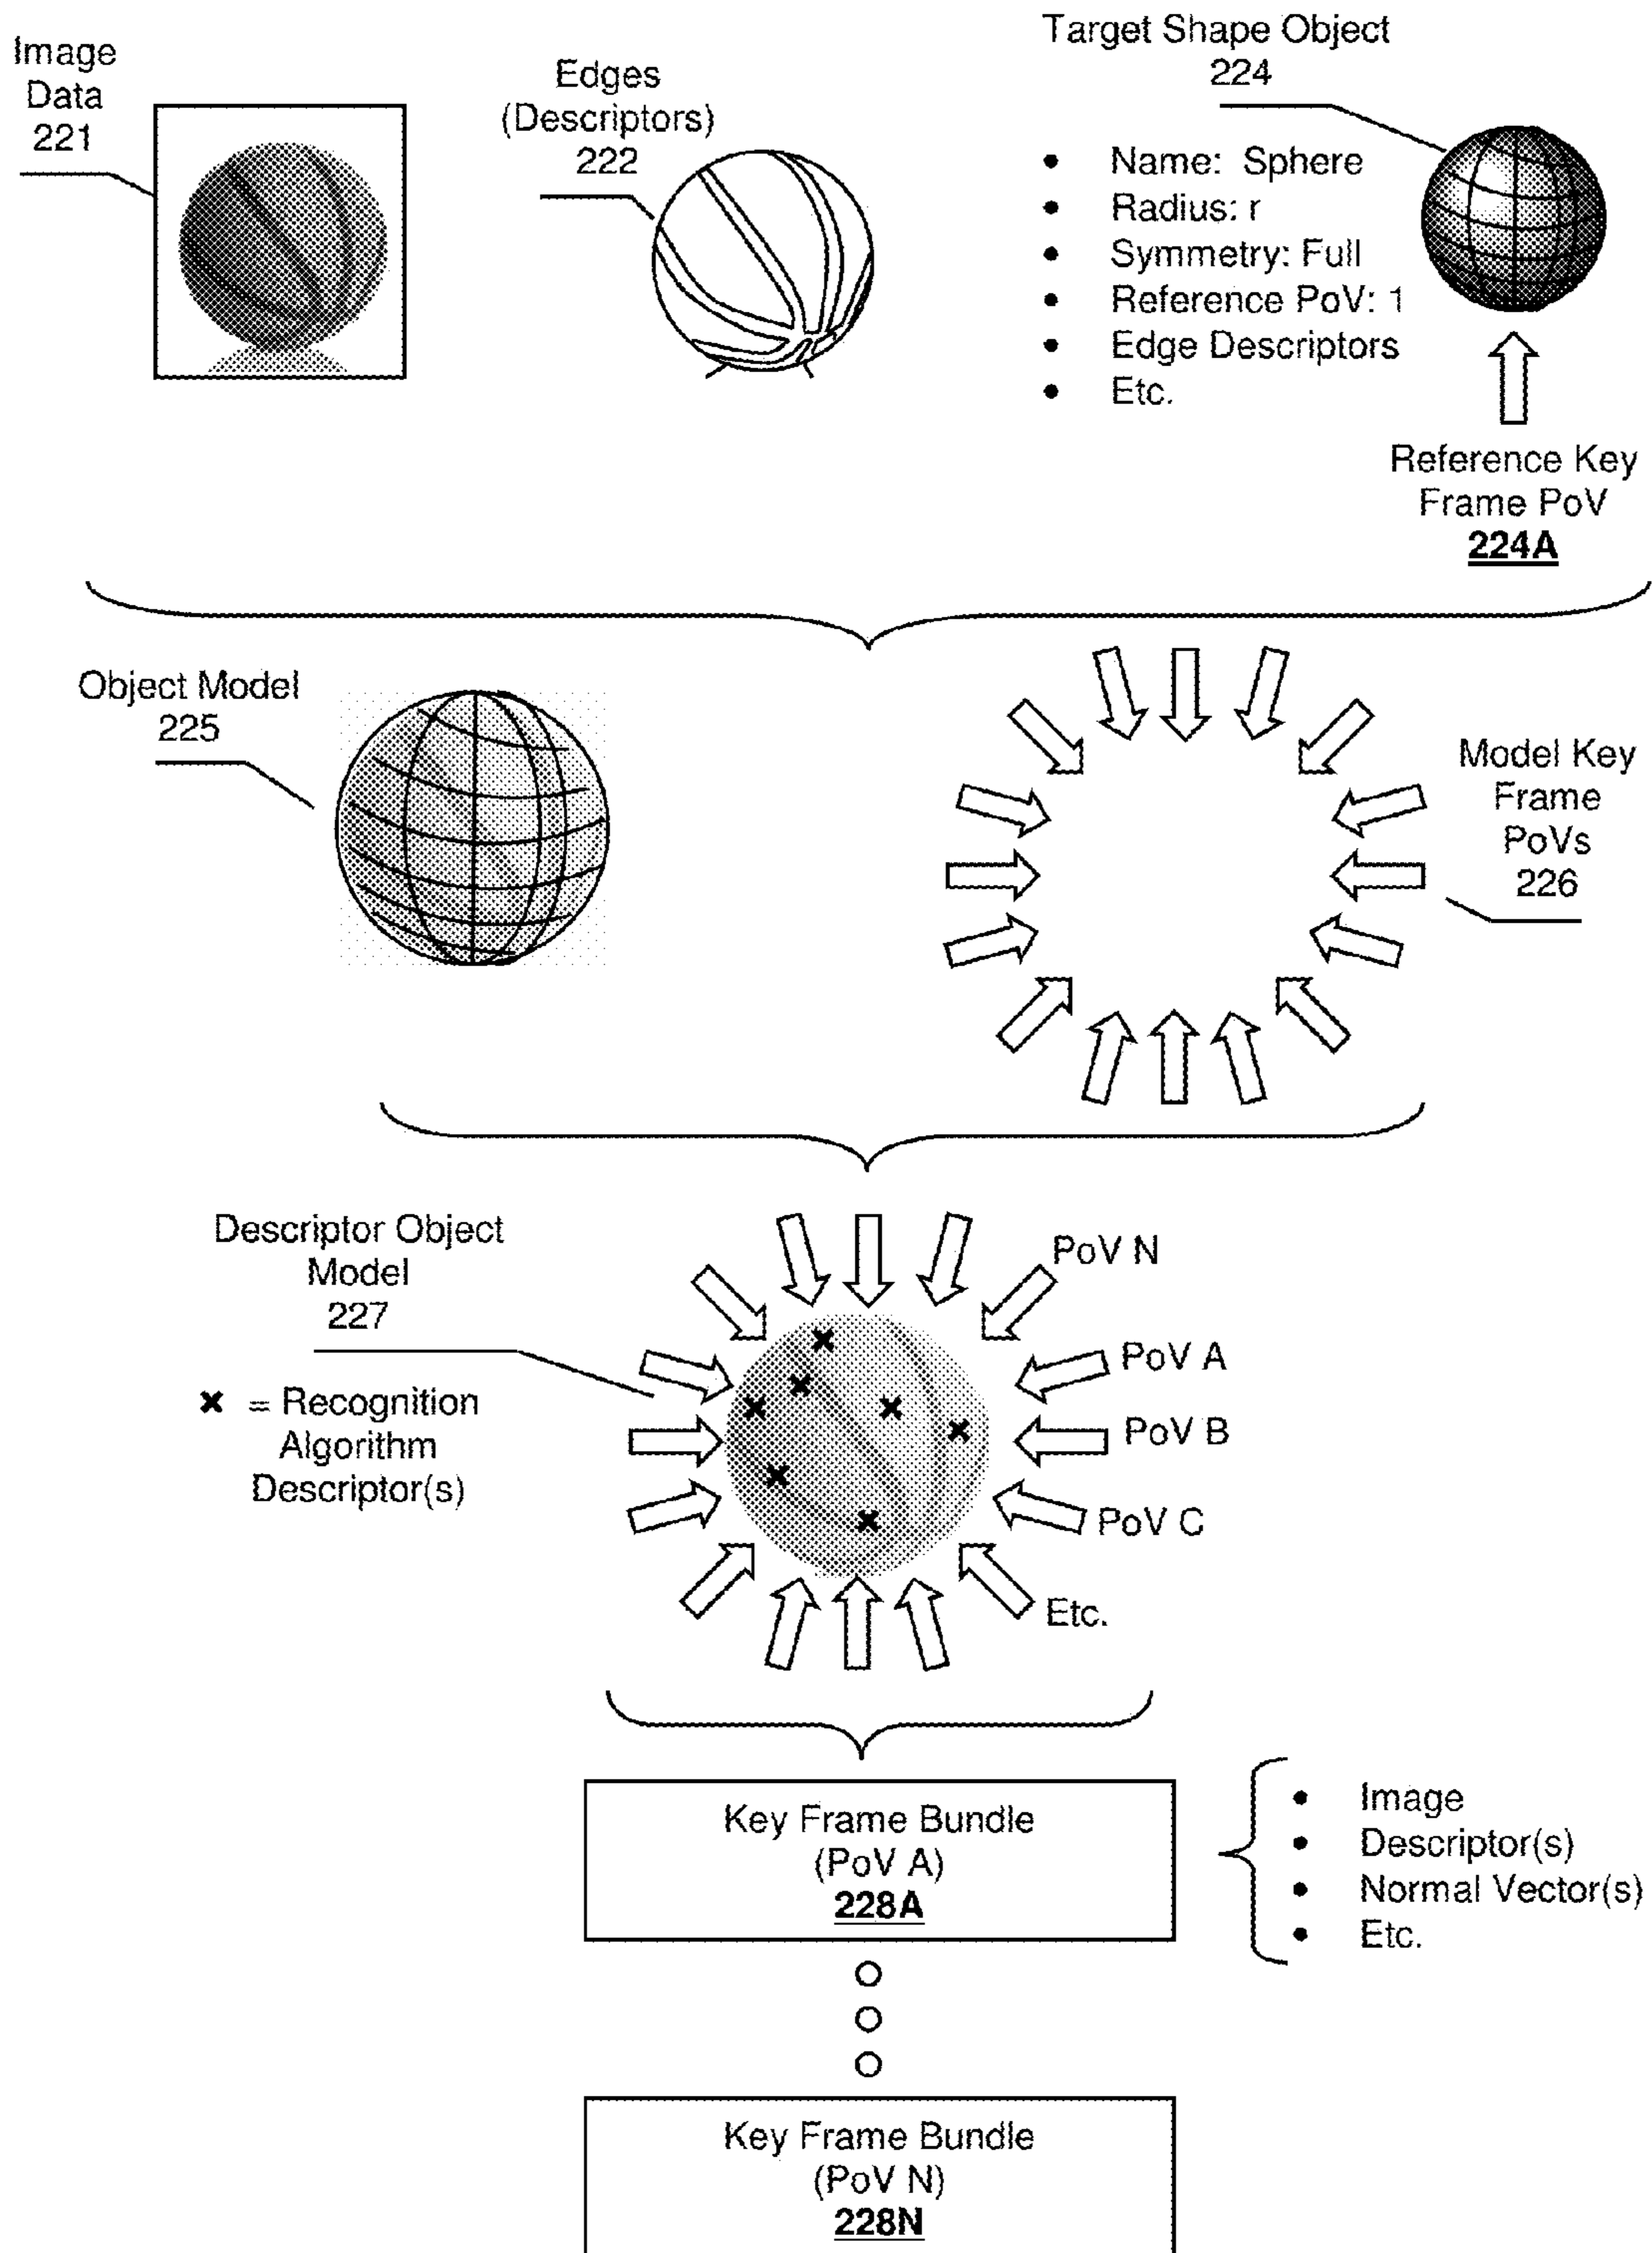 Image
Data
221
Edges
(Descriptors)
222
Target Shape Object
224
• Name: Sphere
• Radius: r
• Symmetry: Full
• Reference PoV: 1
• Edge Descriptors
• Etc.
Reference Key
Frame PoV
224A
Object Model
225
Model Key
Frame
PoVs
226
Descriptor Object
Model
227
x = Recognition
Algorithm
Descriptor(s)
PoV N
PoV A
PoV B
PoV C
Etc.
Key Frame Bundle
(PoV A)
228A
• Image
• Descriptor(s)
• Normal Vector(s)
• Etc.
Key Frame Bundle
(PoV N)
228N